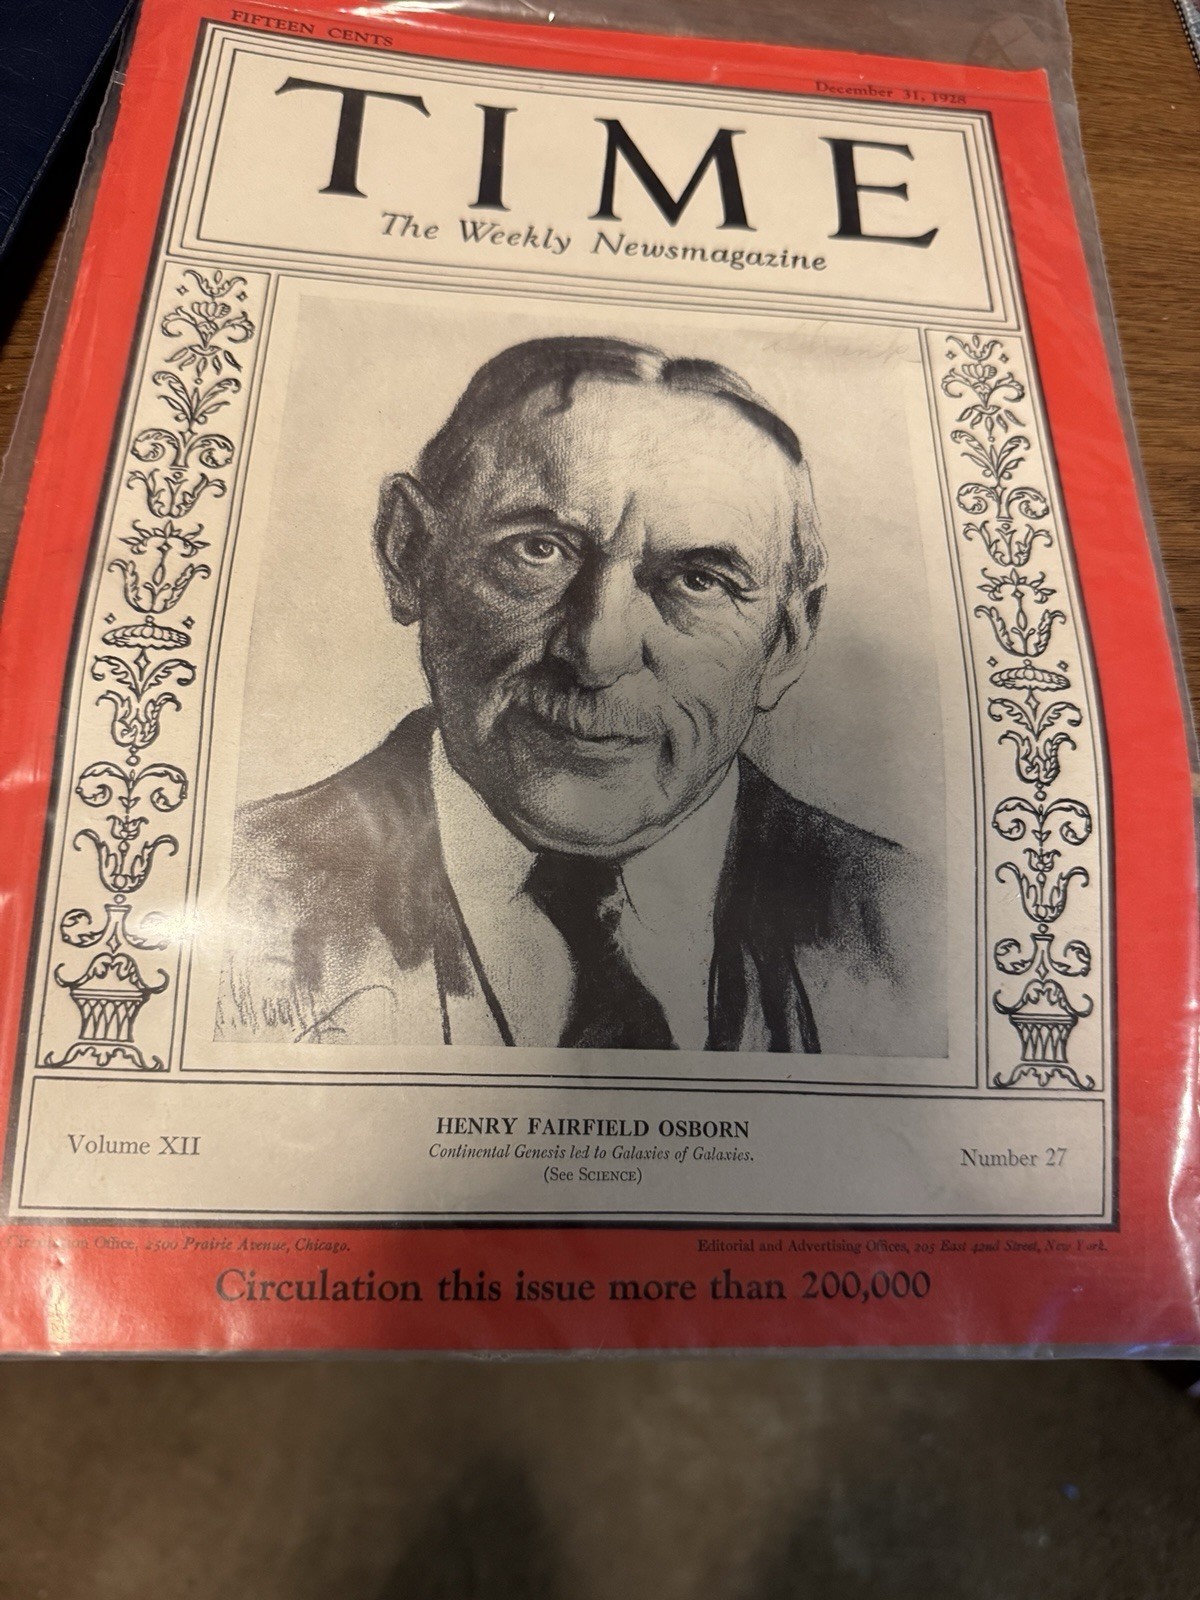 FIFTEEN CENTS
December 31, 1928
TIME
The Weekly Newsmagazine
HENRY FAIRFIELD OSBORN
Continental Genesis led to Galaxies of Galaxies.
(See SCIENCE)
Volume XII
Number 27
Circulation Office, 2500 Prairie Avenue, Chicago.
Editorial and Advertising Offices, 205 East 42nd Street, New York.
Circulation this issue more than 200,000